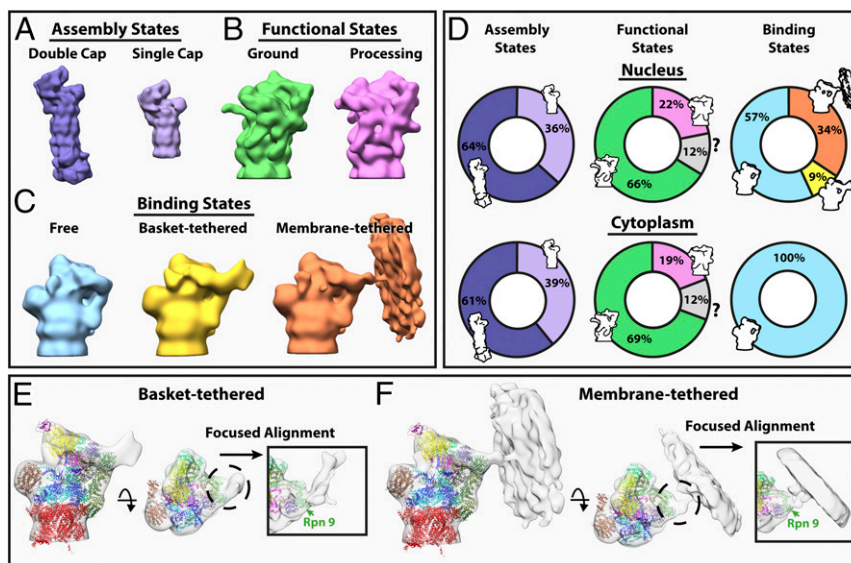 A
Assembly States
Double Cap
Single Cap
B
Functional States
Ground
Processing
C
Binding States
Free
Basket-tethered
Membrane-tethered
D
Assembly
States
Functional
States
Binding
States
Nucleus
64%
36%
22%
12%
?
66%
57%
34%
9%
Cytoplasm
61%
39%
19%
12%
?
69%
100%
E
Basket-tethered
Focused Alignment
Rpn 9
F
Membrane-tethered
Focused Alignment
Rpn 9